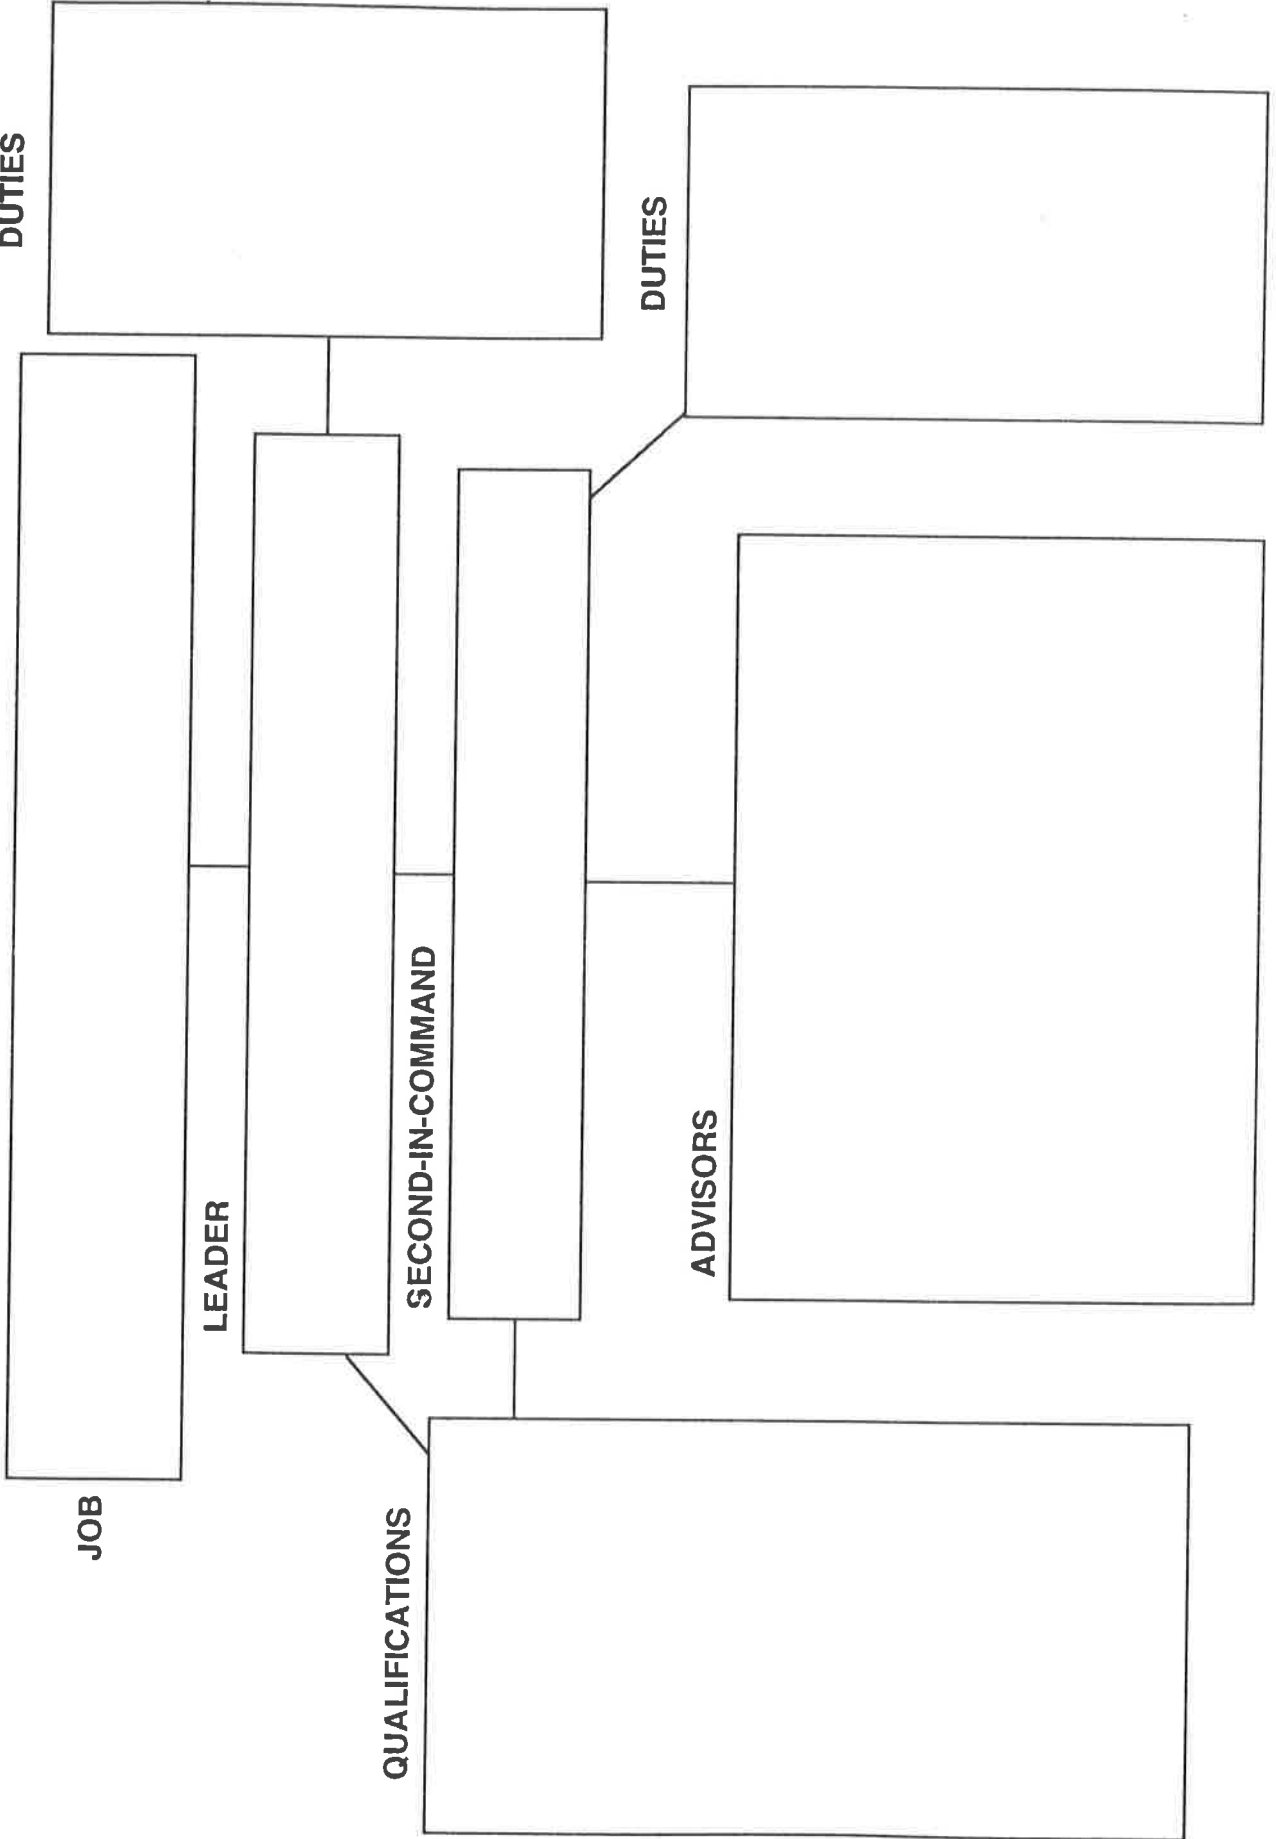 JOB
DUTIES
LEADER
QUALIFICATIONS
SECOND-IN-COMMAND
DUTIES
ADVISORS